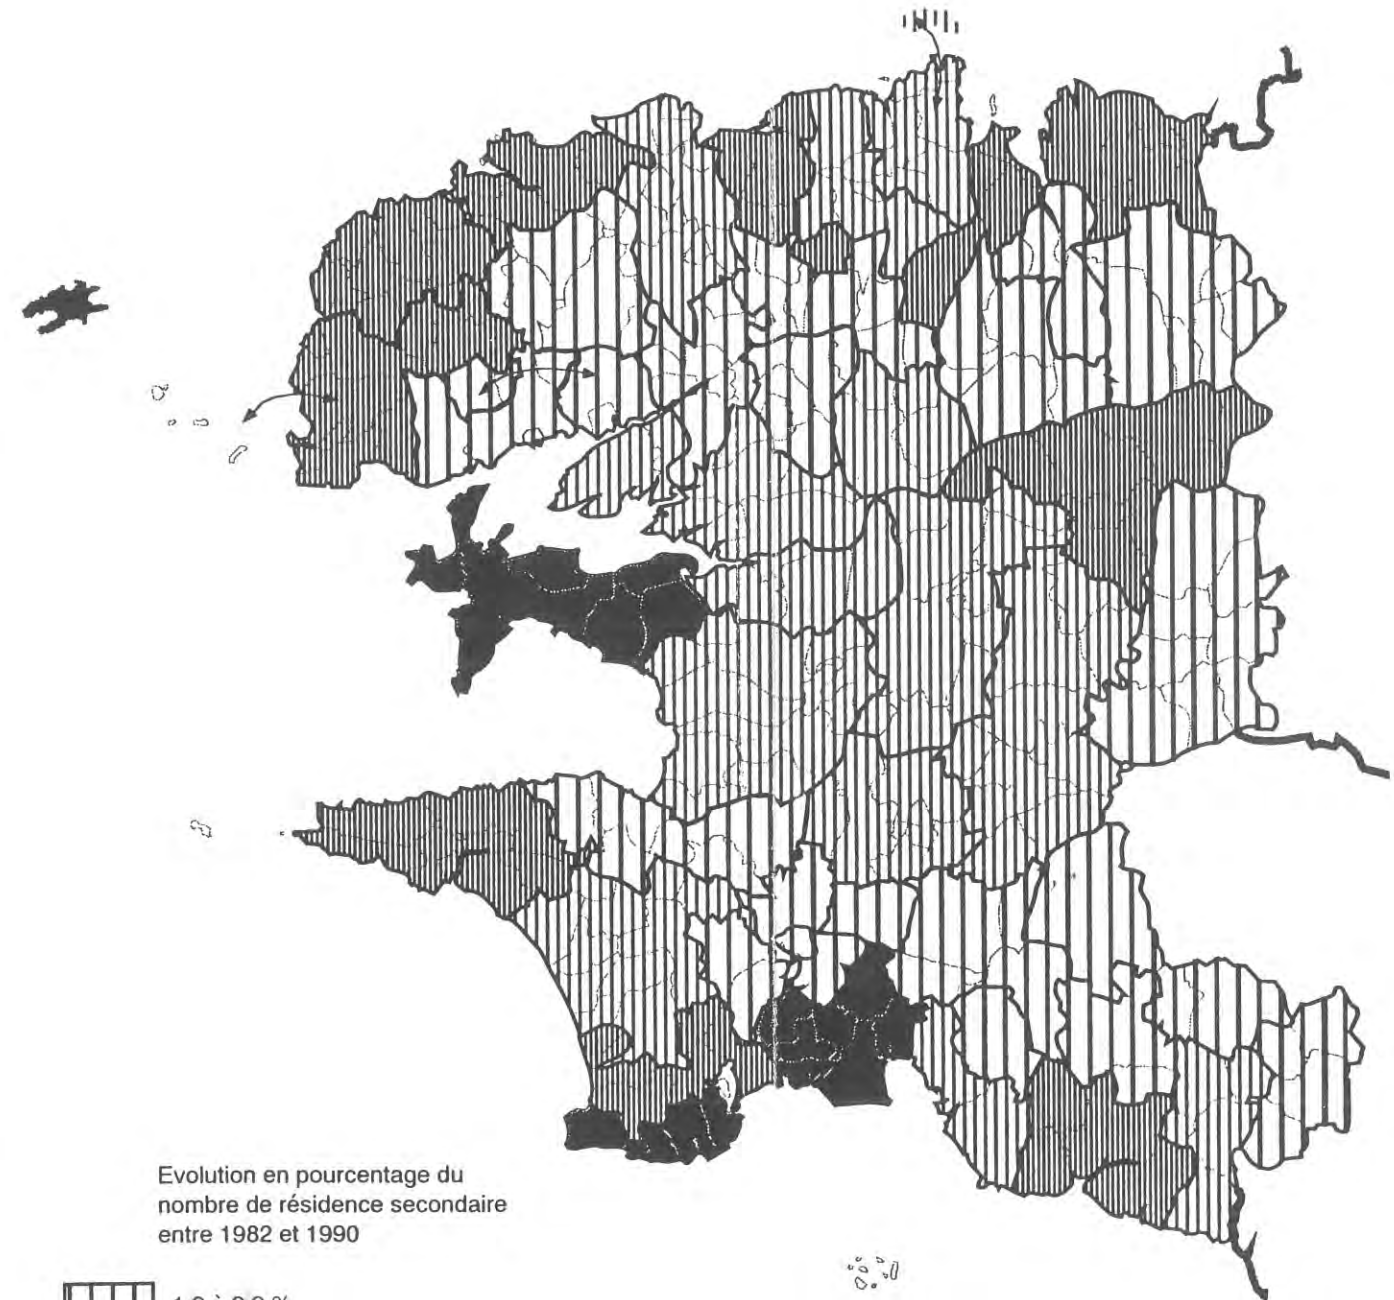 Evolution en pourcentage du
nombre de résidence secondaire
entre 1982 et 1990
%